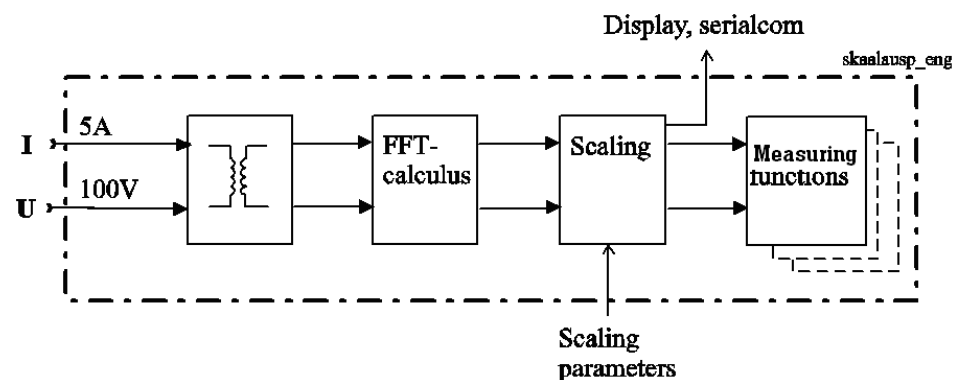 Display, serialcom
skaalausp_eng
I
5A
U
100V
FFT-
calculus
Scaling
Measuring
functions
Scaling
parameters